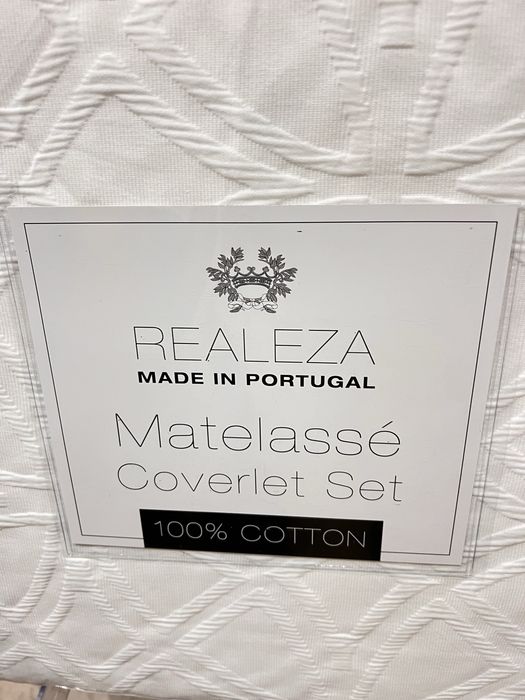 REALEZA
MADE IN PORTUGAL
Matelassé
Coverlet Set
100% COTTON